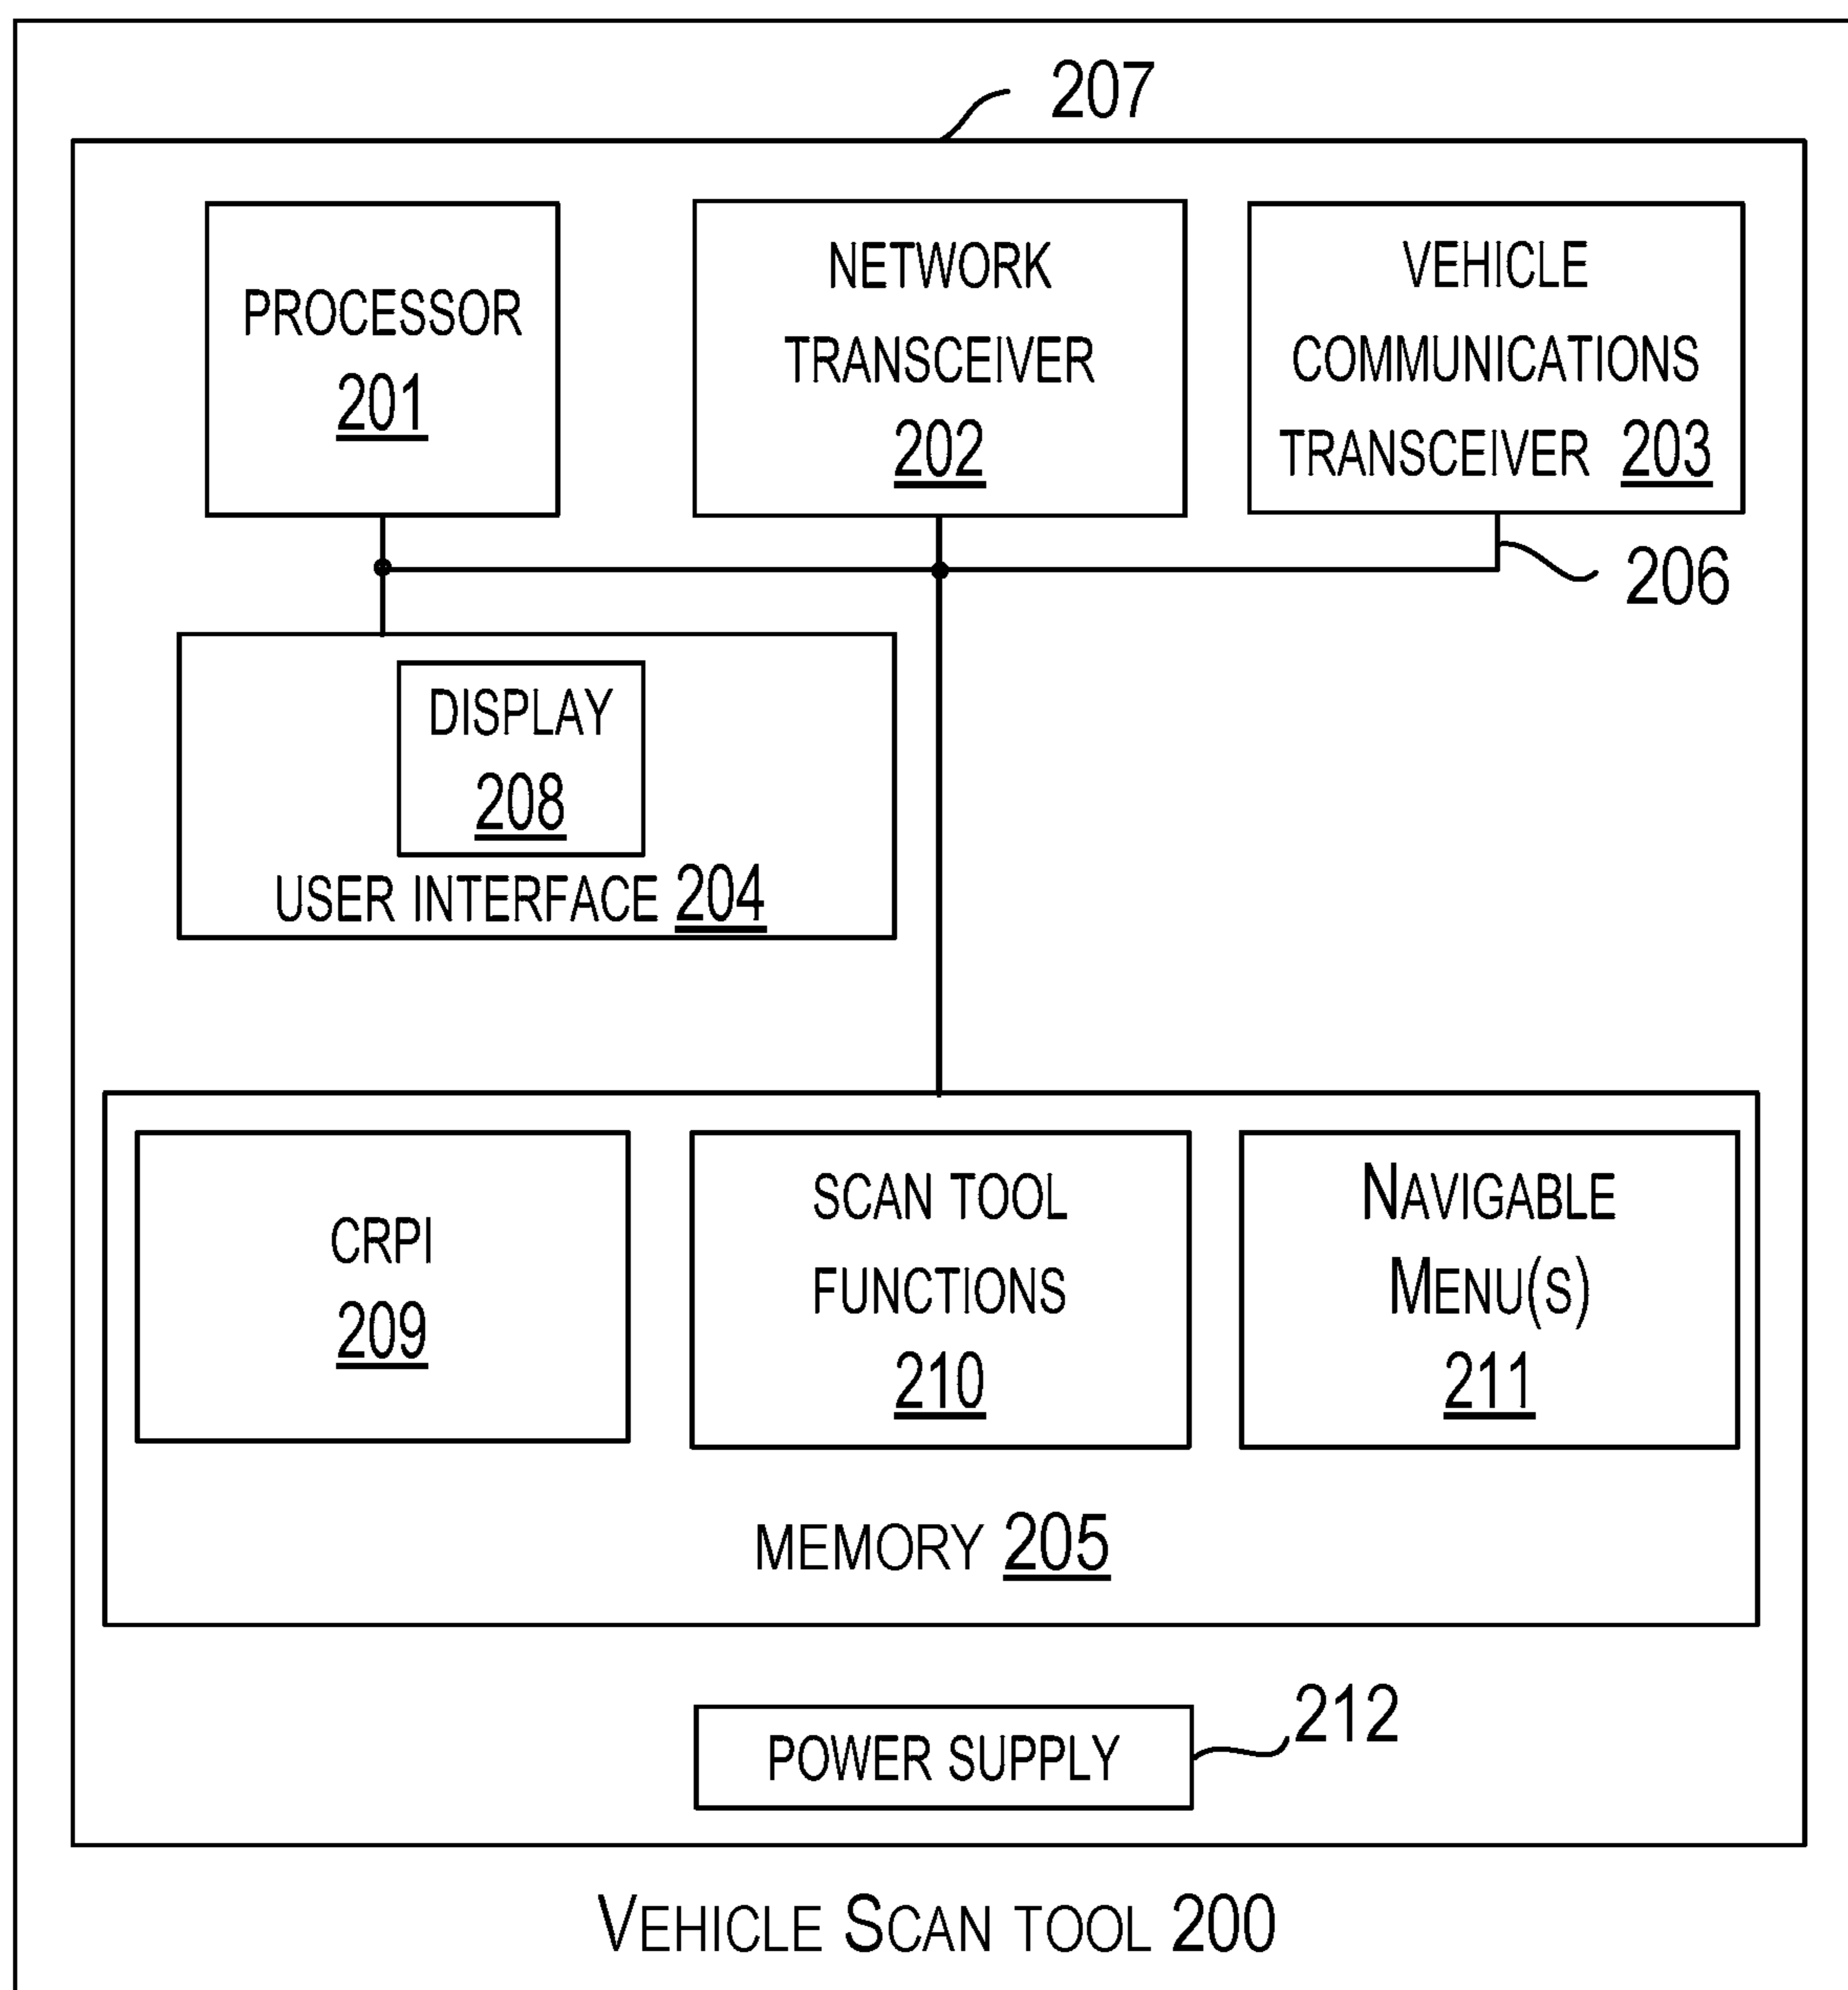 207
PROCESSOR
201
NETWORK
TRANSCEIVER
202
VEHICLE
COMMUNICATIONS
TRANSCEIVER 203
206
DISPLAY
208
USER INTERFACE 204
CRPI
209
SCAN TOOL
FUNCTIONS
210
NAVIGABLE
MENU(S)
211
MEMORY 205
POWER SUPPLY
212
VEHICLE SCAN TOOL 200